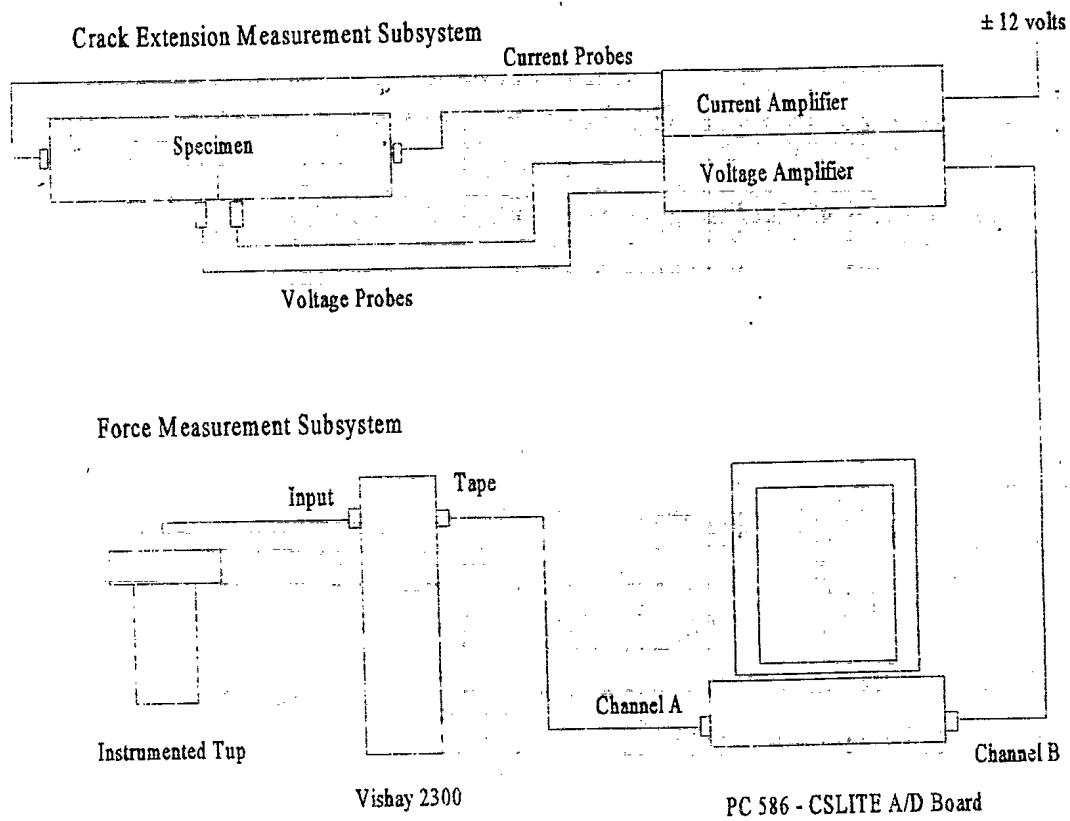 ± 12 volts
Crack Extension Measurement Subsystem
Current Probes
Current Amplifier
Specimen
Voltage Amplifier
Voltage Probes
Force Measurement Subsystem
Input
Tape
Channel A
Instrumented Tup
Channel B
Vishay 2300
PC 586 - CSLITE A/D Board